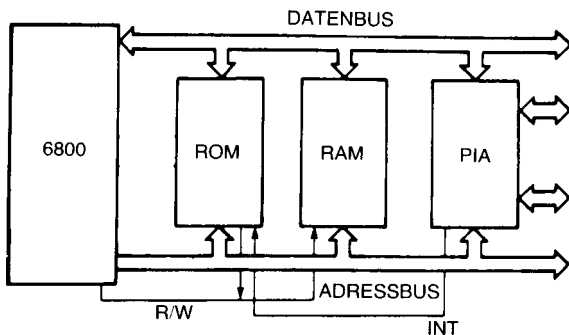 DATENBUS
6800
ROM
RAM
PIA
ADRESSBUS
R/W
INT